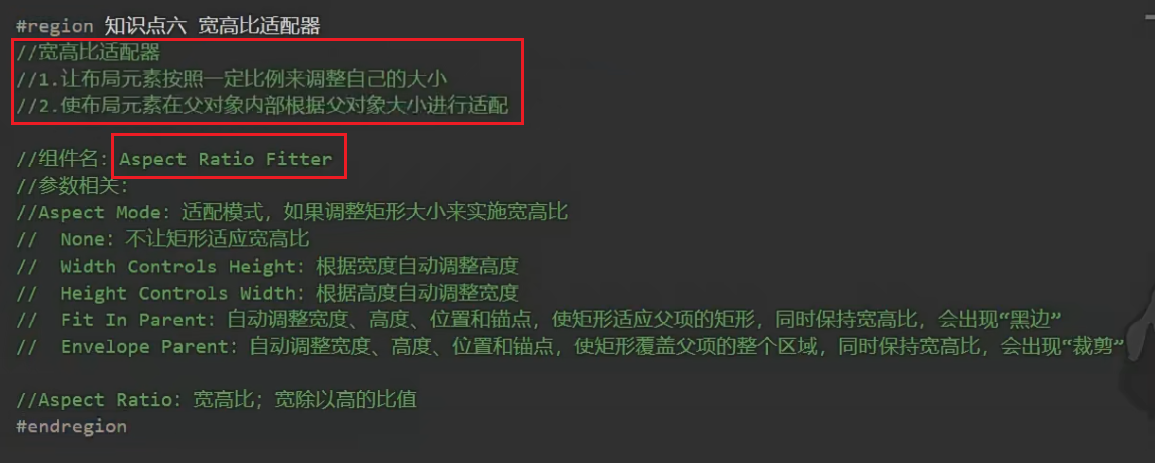 #region 知识点六 宽高比适配器
//宽高比适配器
//1.让布局元素按照一定比例来调整自己的大小
//2.使布局元素在父对象内部根据父对象大小进行适配
//组件名: Aspect Ratio Fitter
//参数相关:
//Aspect Mode: 适配模式，如果调整矩形大小来实施宽高比
//  None: 不让矩形适应宽高比
//  Width Controls Height: 根据宽度自动调整高度
//  Height Controls Width: 根据高度自动调整宽度
//  Fit In Parent: 自动调整宽度、高度、位置和锚点，使矩形适应父项的矩形，同时保持宽高比，会出现“黑边”
//  Envelope Parent: 自动调整宽度、高度、位置和锚点，使矩形覆盖父项的整个区域，同时保持宽高比，会出现“裁剪”
//Aspect Ratio: 宽高比；宽除以高的比值
#endregion